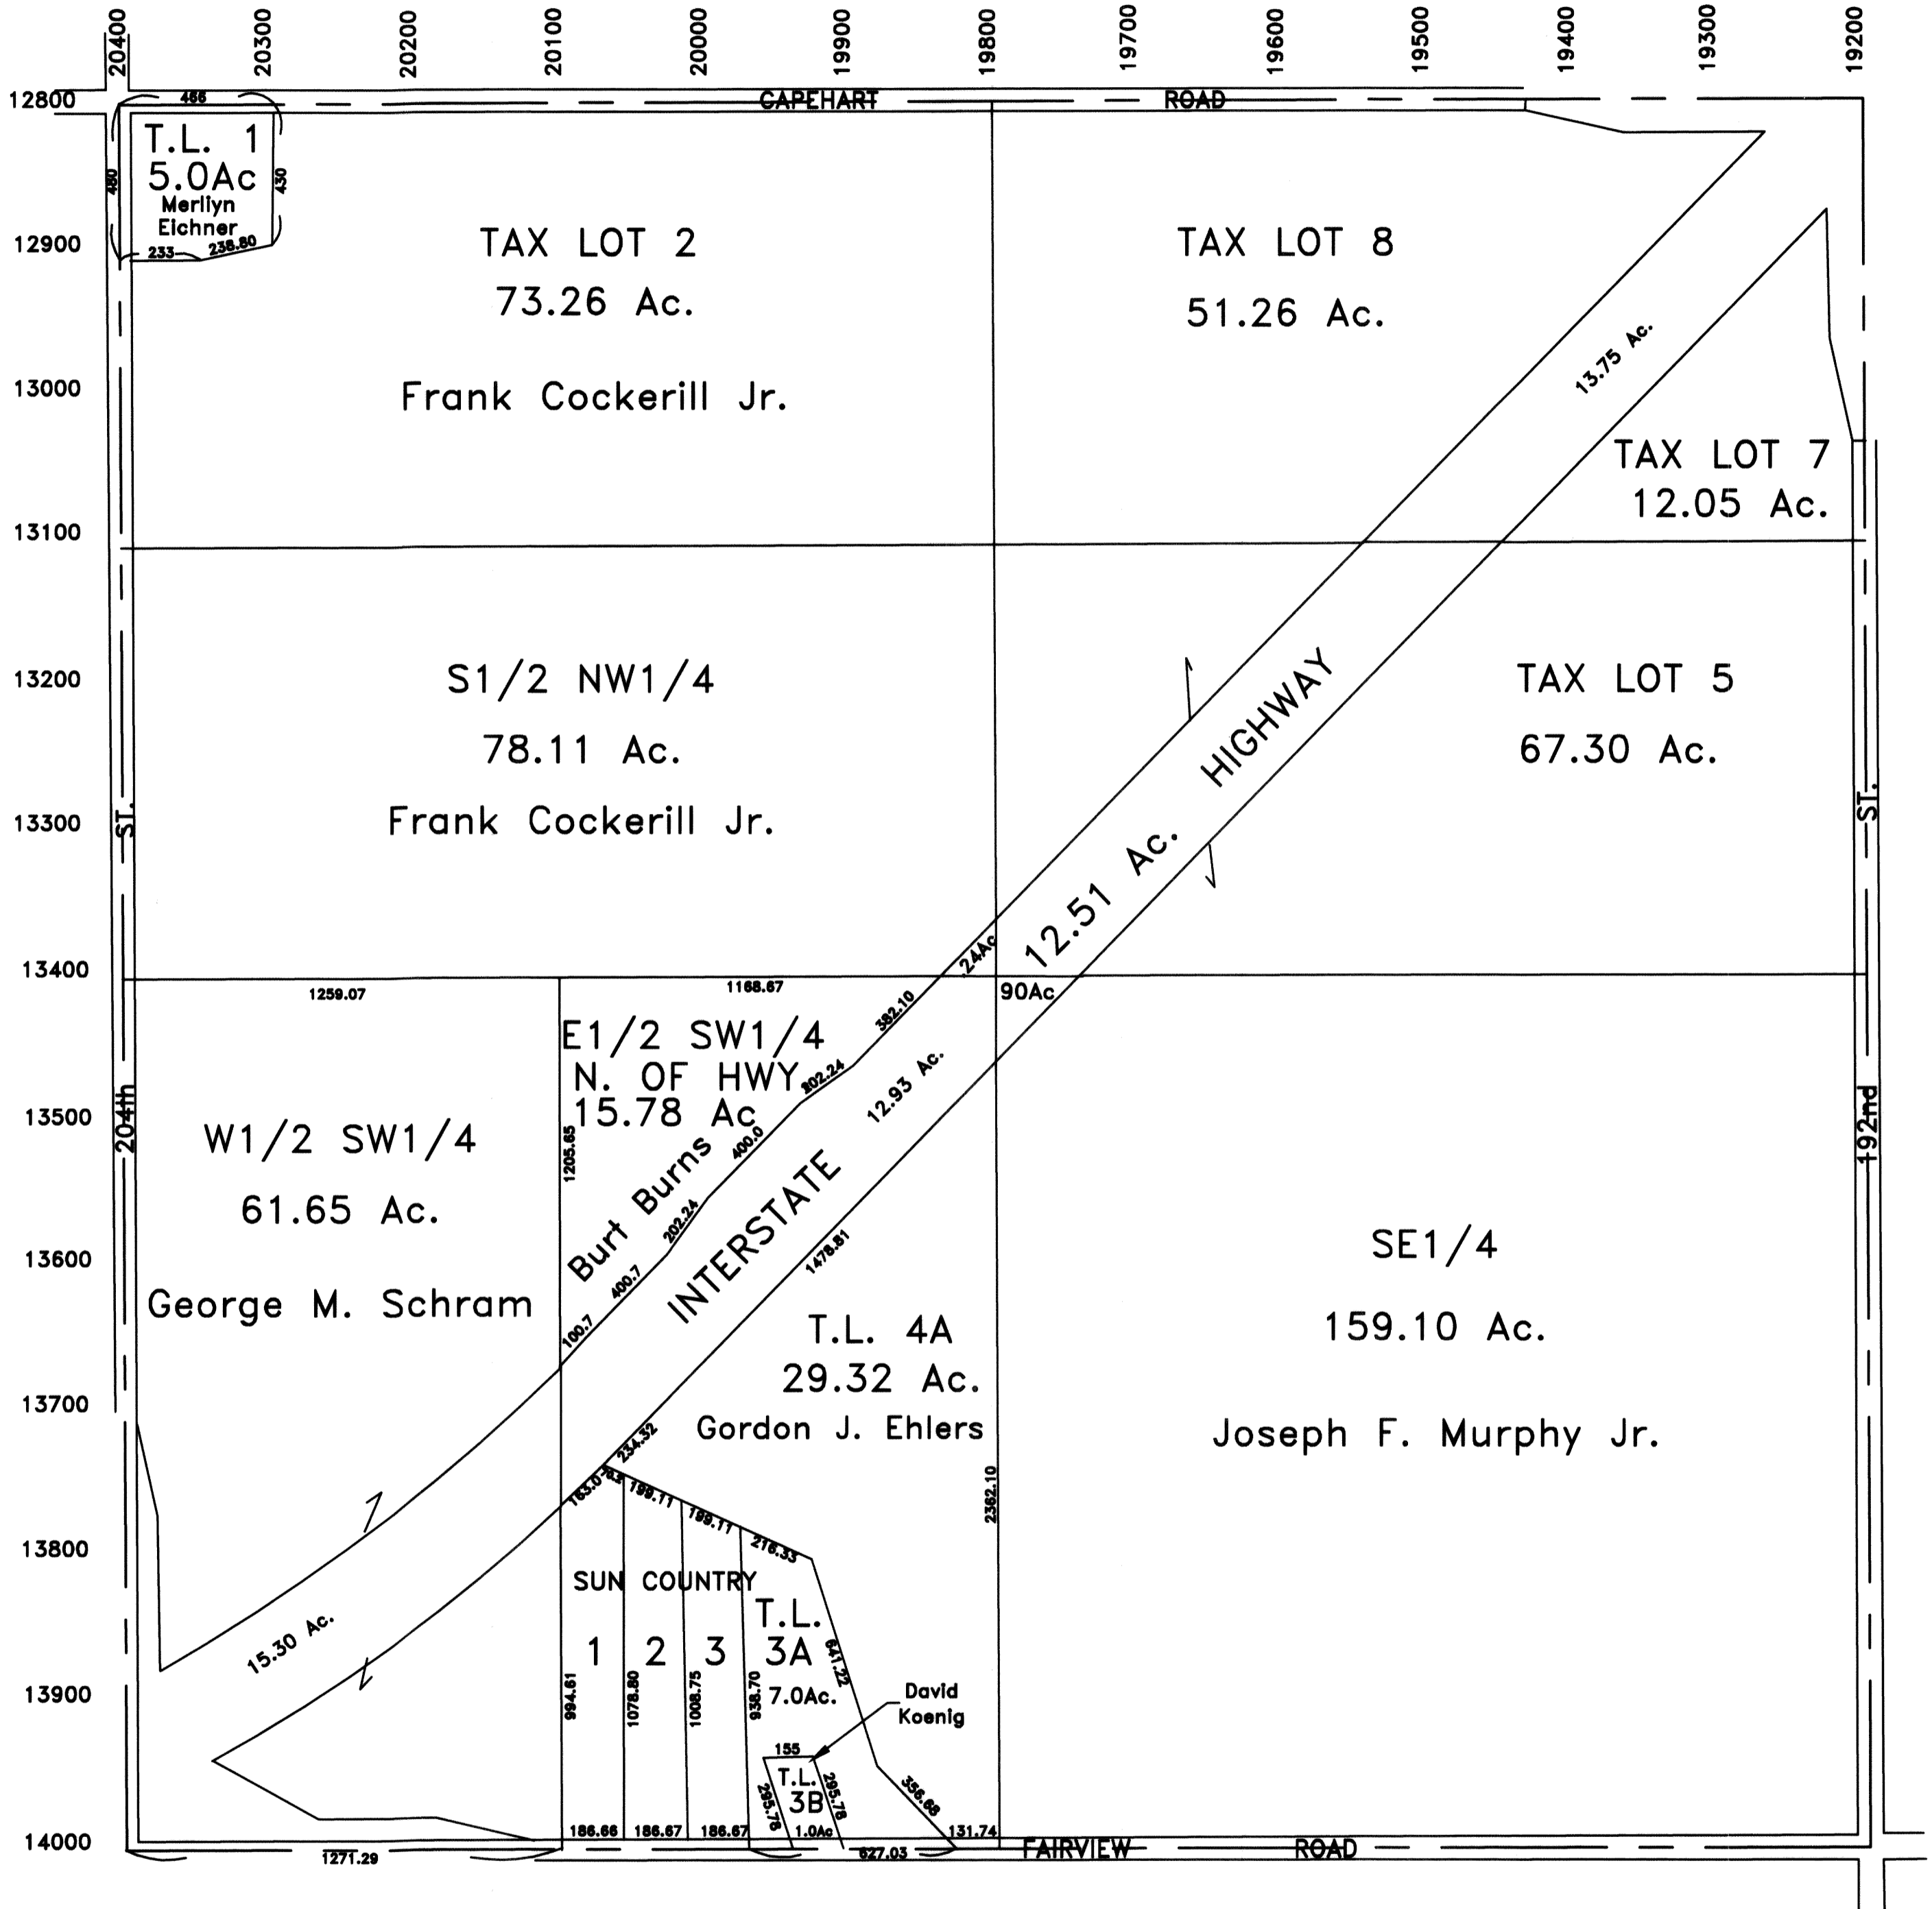 20400
20300
20200
20100
20000
19900
19800
19700
19600
19500
19400
19300
19200
12800
12900
13000
13100
13200
13300
13400
13500
13600
13700
13800
13900
14000
CAPEHART ROAD
466
480
430
T.L. 1
5.0Ac
Merllyn
Eichner
233
238.80
TAX LOT 2
73.26 Ac.
Frank Cockerill Jr.
TAX LOT 8
51.26 Ac.
13.75 Ac.
TAX LOT 7
12.05 Ac.
S1/2 NW1/4
78.11 Ac.
Frank Cockerill Jr.
TAX LOT 5
67.30 Ac.
INTERSTATE HIGHWAY
12.51 Ac.
.24Ac
90Ac
204th ST.
192nd ST.
1259.07
1168.67
E1/2 SW1/4
N. OF HWY
15.78 Ac
Burt Burns
1205.65
382.10
202.24
400.0
202.24
400.7
100.7
12.93 Ac.
1478.81
W1/2 SW1/4
61.65 Ac.
George M. Schram
T.L. 4A
29.32 Ac.
Gordon J. Ehlers
234.32
2362.10
SE1/4
159.10 Ac.
Joseph F. Murphy Jr.
199.11
199.11
216.33
SUN COUNTRY
1
2
3
T.L.
3A
7.0Ac.
994.61
1078.80
1008.75
938.70
641.22
David
Koenig
155
T.L.
3B
1.0Ac
295.78
295.78
356.68
15.30 Ac.
186.66
186.67
186.67
131.74
1271.29
627.03
FAIRVIEW ROAD